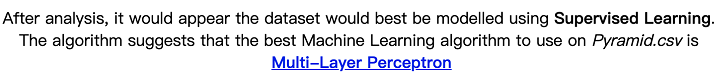 After analysis, it would appear the dataset would best be modelled using Supervised Learning.
The algorithm suggests that the best Machine Learning algorithm to use on Pyramid.csv is
Multi-Layer Perceptron